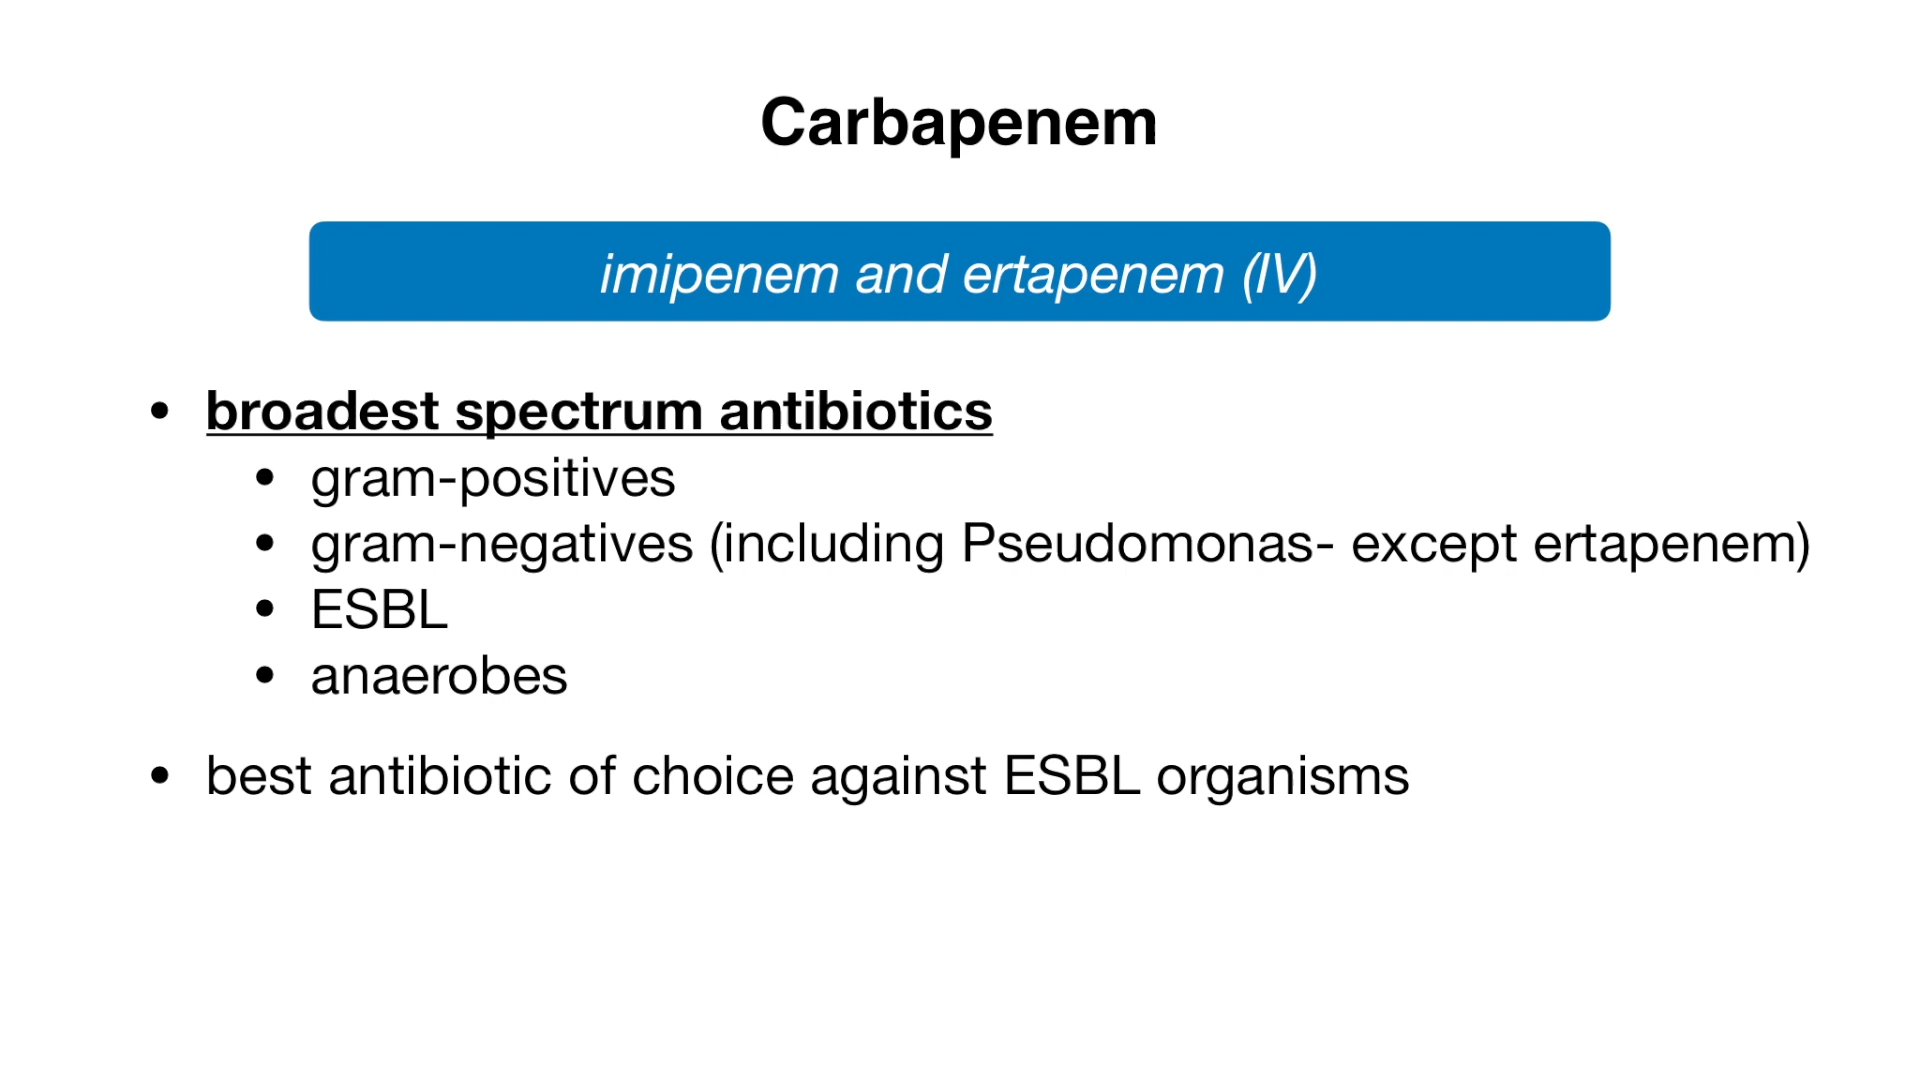 Carbapenem
imipenem and ertapenem (IV)
• broadest spectrum antibiotics
• gram-positives
• gram-negatives (including Pseudomonas- except ertapenem)
• ESBL
• anaerobes
• best antibiotic of choice against ESBL organisms